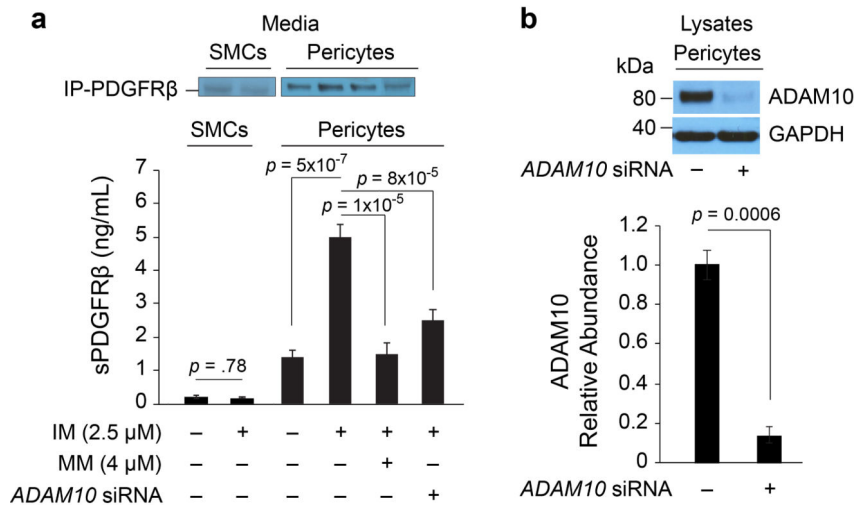 a
Media
SMCs Pericytes
IP-PDGFRβ
SMCs Pericytes
sPDGFRβ (ng/mL)
7
6
5
4
3
2
1
0
p = .78
p = 5x10-7
p = 8x10-5
p = 1x10-5
IM (2.5 µM) – + – + + +
MM (4 µM) – – – – + –
ADAM10 siRNA – – – – – +
b
Lysates
Pericytes
kDa
80 ADAM10
40 GAPDH
ADAM10 siRNA – +
ADAM10
Relative Abundance
1.2
1.0
0.8
0.6
0.4
0.2
0
p = 0.0006
ADAM10 siRNA – +